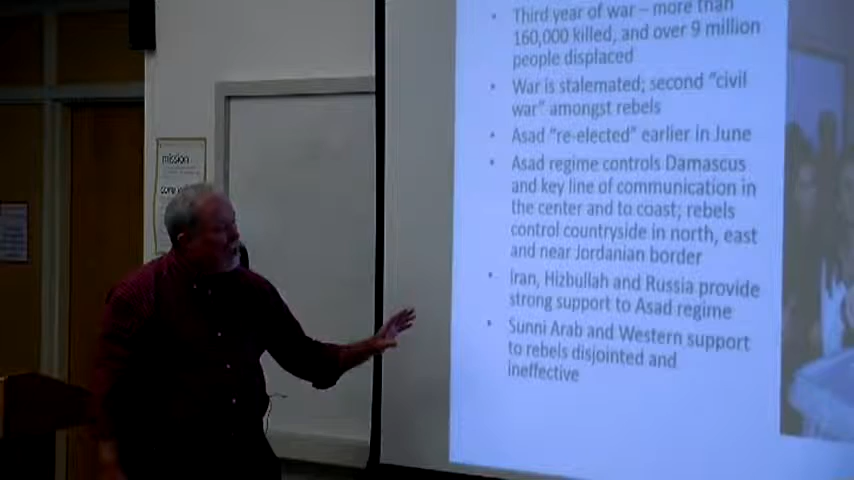 Third year of war – more than
160,000 killed, and over 9 million
people displaced
War is stalemated; second "civil
war" amongst rebels
Asad "re-elected" earlier in June
Asad regime controls Damascus
and key line of communication in
the center and to coast; rebels
control countryside in north, east
and near Jordanian border
Iran, Hizbullah and Russia provide
strong support to Asad regime
Sunni Arab and Western support
to rebels disjointed and
ineffective
mission
core